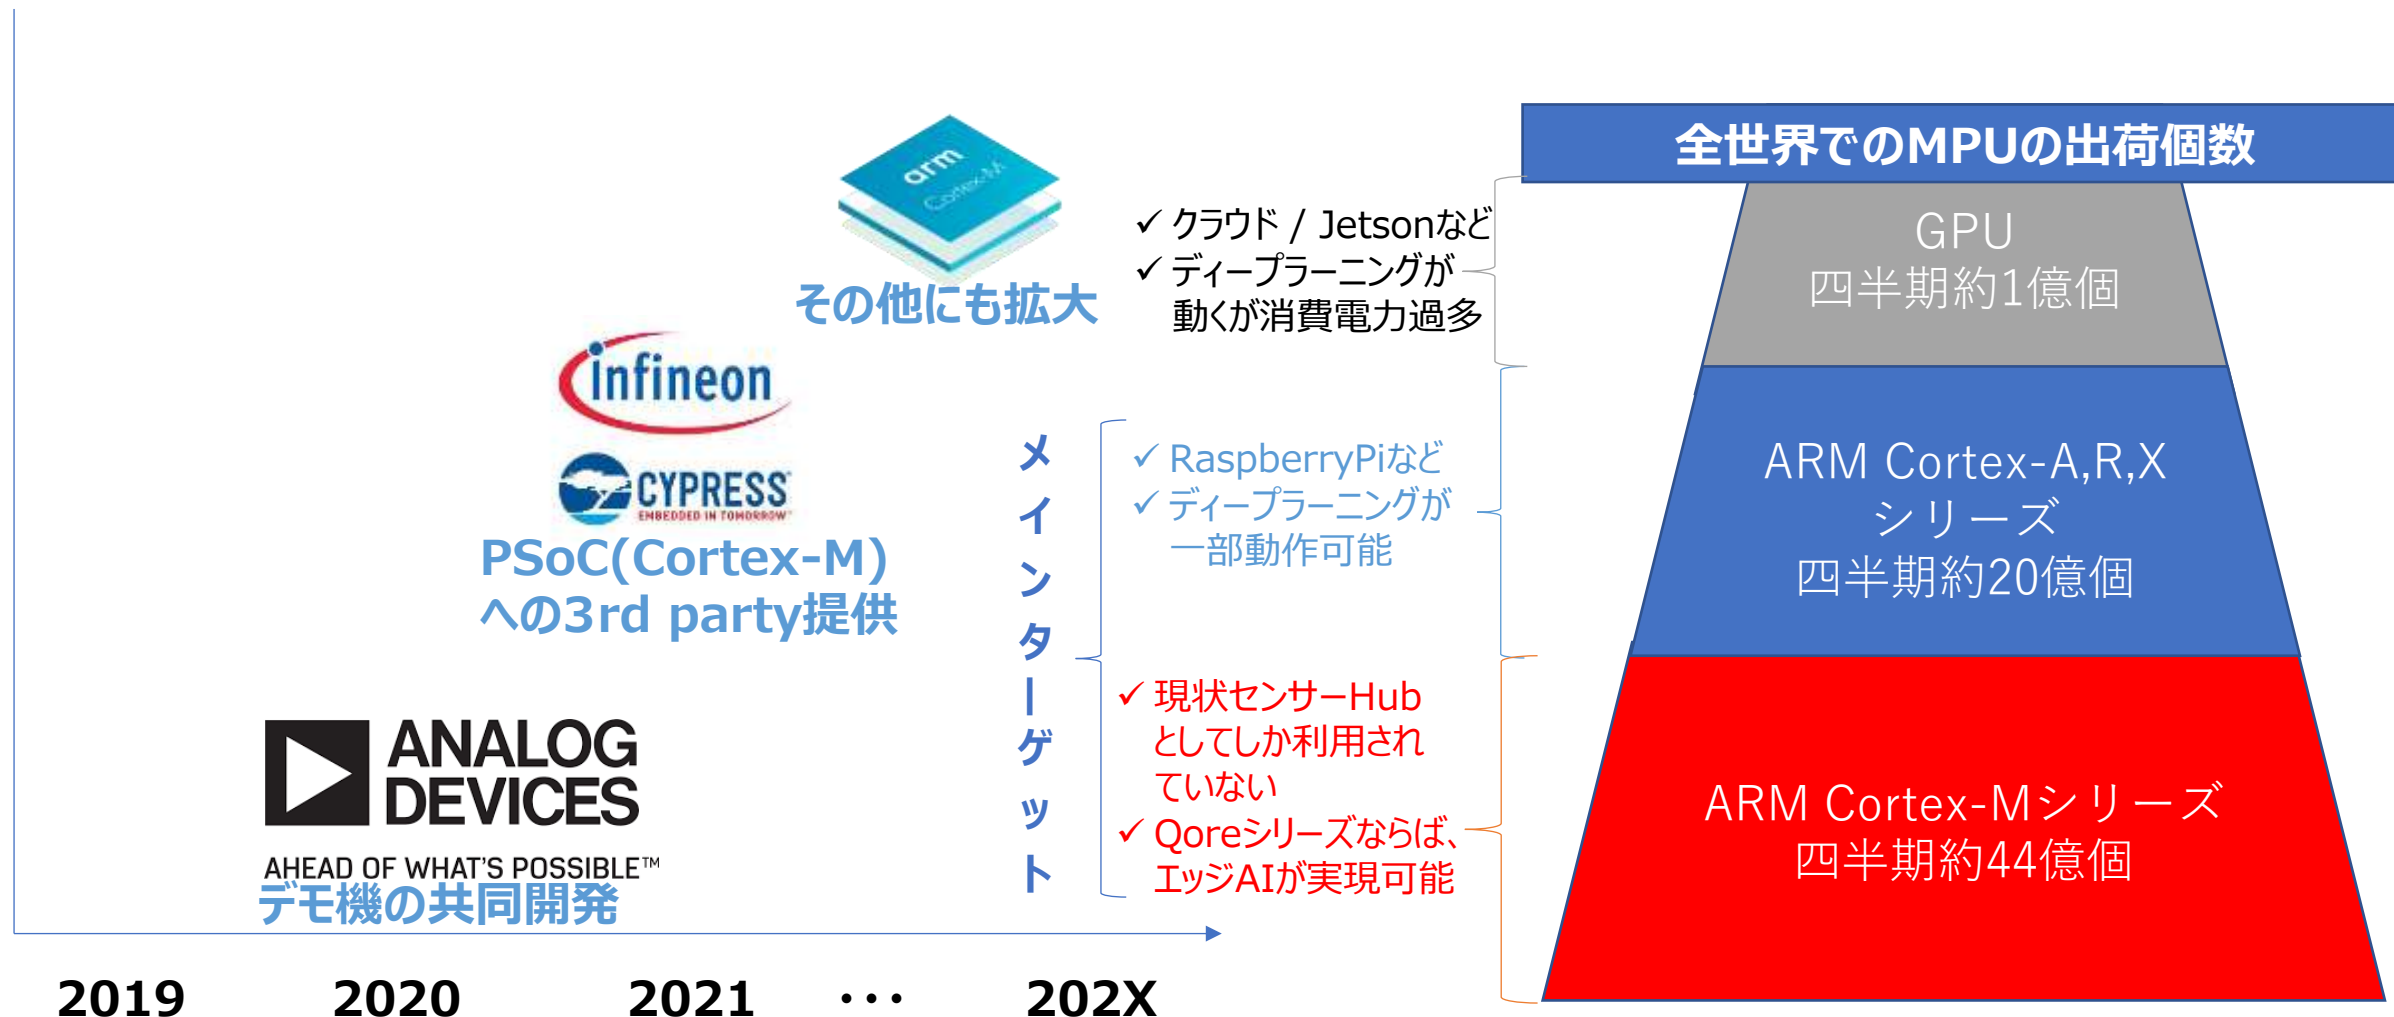 arm
Cortex-M
その他にも拡大
infineon
CYPRESS
EMBEDDED IN TOMORROW™
PSoC(Cortex-M)
への3rd party提供
ANALOG
DEVICES
AHEAD OF WHAT'S POSSIBLE™
デモ機の共同開発
2019
2020
2021
・・・
202X
メインターゲット
✓ クラウド / Jetsonなど
✓ ディープラーニングが
動くが消費電力過多
✓ RaspberryPiなど
✓ ディープラーニングが
一部動作可能
✓ 現状センサーHub
としてしか利用され
ていない
✓ Qoreシリーズならば、
エッジAIが実現可能
全世界でのMPUの出荷個数
GPU
四半期約1億個
ARM Cortex-A,R,X
シリーズ
四半期約20億個
ARM Cortex-Mシリーズ
四半期約44億個